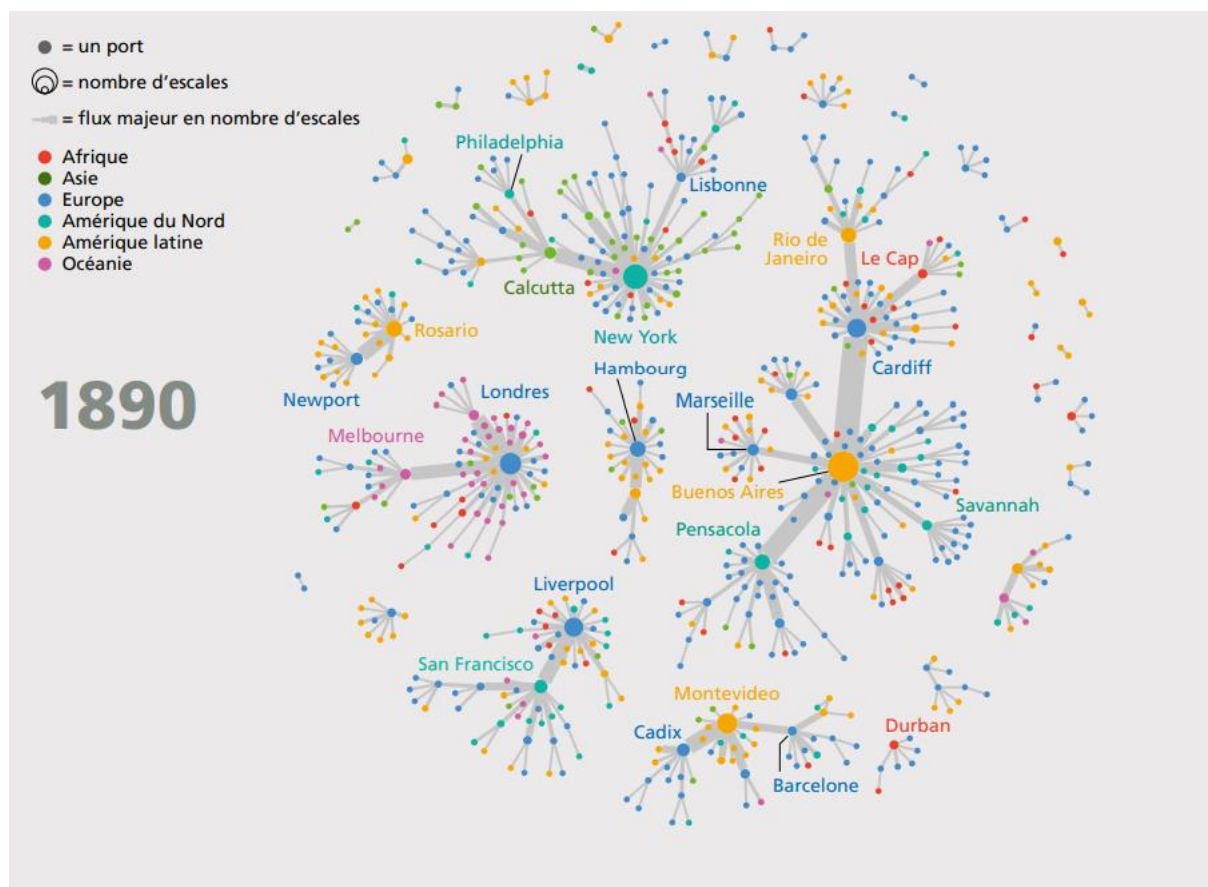 = un port
= nombre d'escales
= flux majeur en nombre d'escales
Afrique
Asie
Europe
Amérique du Nord
Amérique latine
Océanie
Philadelphia
Lisbonne
Rio de
Janeiro
Le Cap
Calcutta
Rosario
New York
Hambourg
Cardiff
1890
Newport
Londres
Marseille
Melbourne
Buenos Aires
Savannah
Pensacola
Liverpool
San Francisco
Montevideo
Cadix
Durban
Barcelone